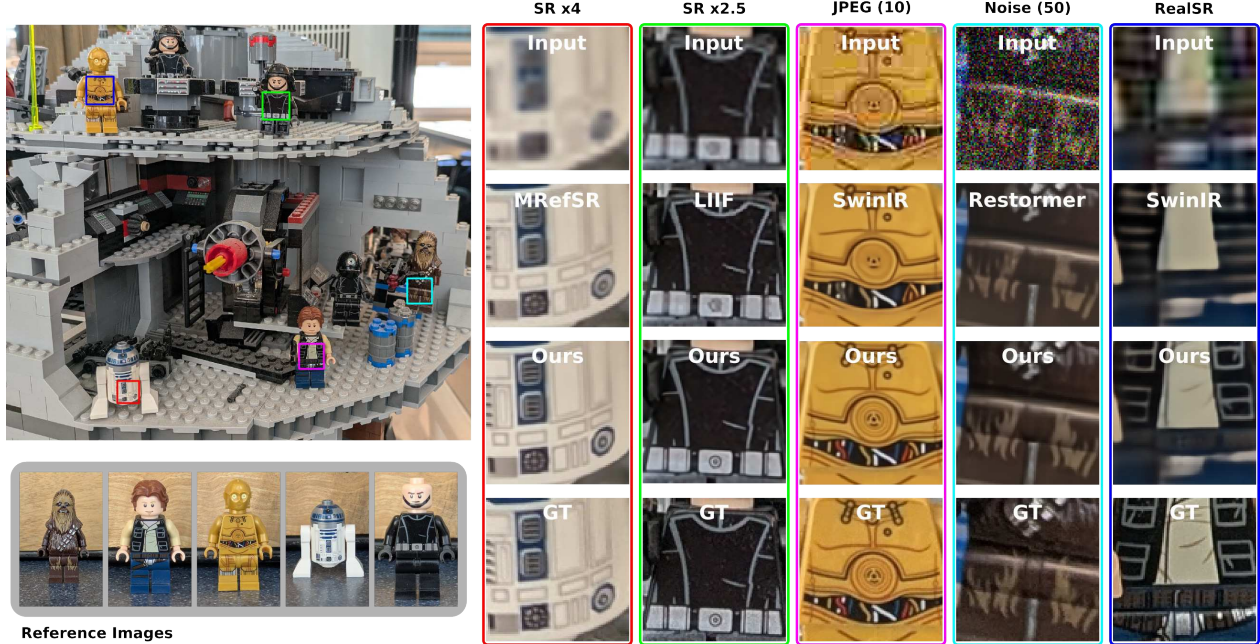 SR x4
SR x2.5
JPEG (10)
Noise (50)
RealSR
Input
Input
Input
Input
Input
MRefSR
LIIF
SwinIR
Restormer
SwinIR
Ours
Ours
Ours
Ours
Ours
GT
GT
GT
GT
GT
Reference Images